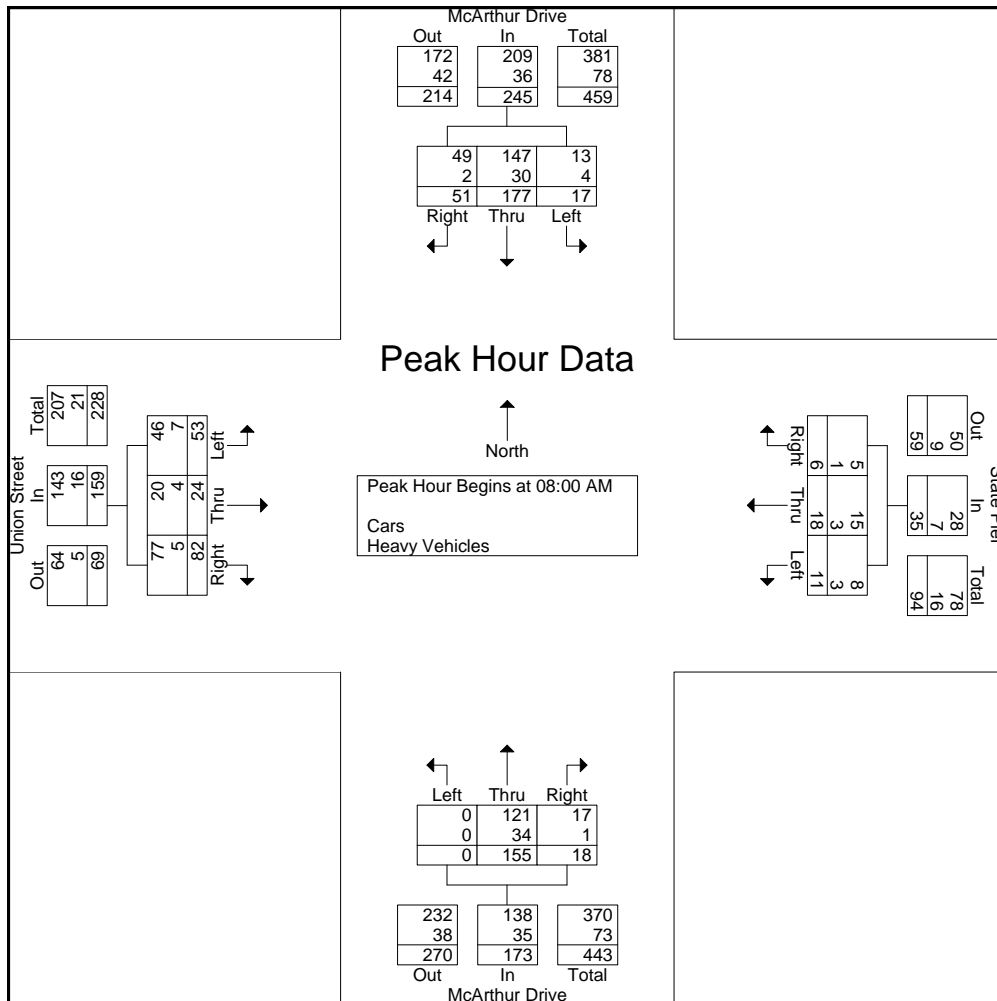 McArthur Drive
Out In Total
172 209 381
42 36 78
214 245 459
49 147 13
2 30 4
51 177 17
Right Thru Left
Peak Hour Data
North
Peak Hour Begins at 08:00 AM
Cars
Heavy Vehicles
Union Street
Out In Total
64 143 207
5 16 21
69 159 228
77 20 46
5 4 7
82 24 53
Right Thru Left
State Pier
Out In Total
50 28 78
9 7 16
59 35 94
5 15 8
1 3 3
6 18 11
Right Thru Left
Left Thru Right
0 121 17
0 34 1
0 155 18
232 138 370
38 35 73
270 173 443
Out In Total
McArthur Drive